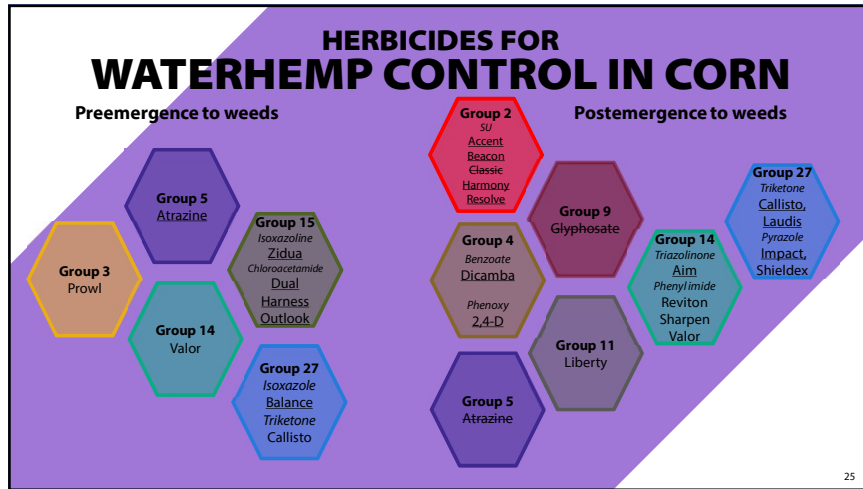 HERBICIDES FOR
WATERHEMP CONTROL IN CORN
Preemergence to weeds
Group 5
Atrazine
Group 3
Prowl
Group 15
Isoxazoline
Zidua
Chloroacetamide
Dual
Harness
Outlook
Group 14
Valor
Group 27
Isoxazole
Balance
Triketone
Callisto
Postemergence to weeds
Group 2
SU
Accent
Beacon
Classic
Harmony
Resolve
Group 9
Glyphosate
Group 27
Triketone
Callisto,
Laudis
Pyrazole
Impact,
Shieldex
Group 4
Benzoate
Dicamba
Phenoxy
2,4-D
Group 14
Triazolinone
Aim
Phenyl imide
Reviton
Sharpen
Valor
Group 11
Liberty
Group 5
Atrazine
25